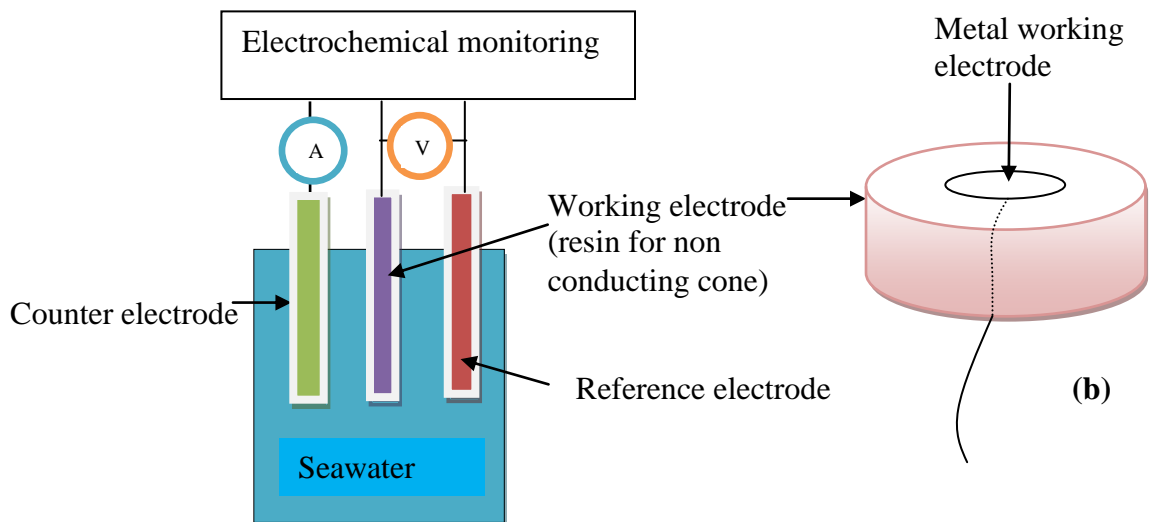 Electrochemical monitoring
Metal working
electrode
A
V
Working electrode
(resin for non
conducting cone)
Counter electrode
Reference electrode
(b)
Seawater